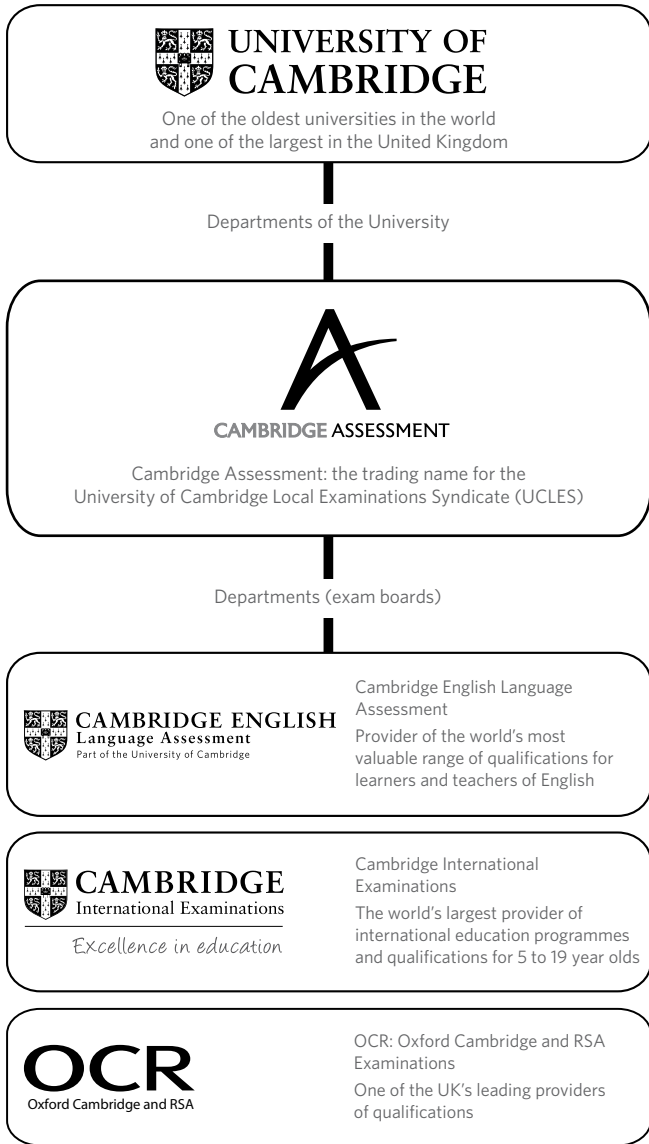 UNIVERSITY OF
CAMBRIDGE
One of the oldest universities in the world
and one of the largest in the United Kingdom
Departments of the University
CAMBRIDGE ASSESSMENT
Cambridge Assessment: the trading name for the
University of Cambridge Local Examinations Syndicate (UCLES)
Departments (exam boards)
CAMBRIDGE ENGLISH
Language Assessment
Part of the University of Cambridge
Cambridge English Language
Assessment
Provider of the world’s most
valuable range of qualifications for
learners and teachers of English
CAMBRIDGE
International Examinations
Excellence in education
Cambridge International
Examinations
The world’s largest provider of
international education programmes
and qualifications for 5 to 19 year olds
OCR
Oxford Cambridge and RSA
OCR: Oxford Cambridge and RSA
Examinations
One of the UK’s leading providers
of qualifications